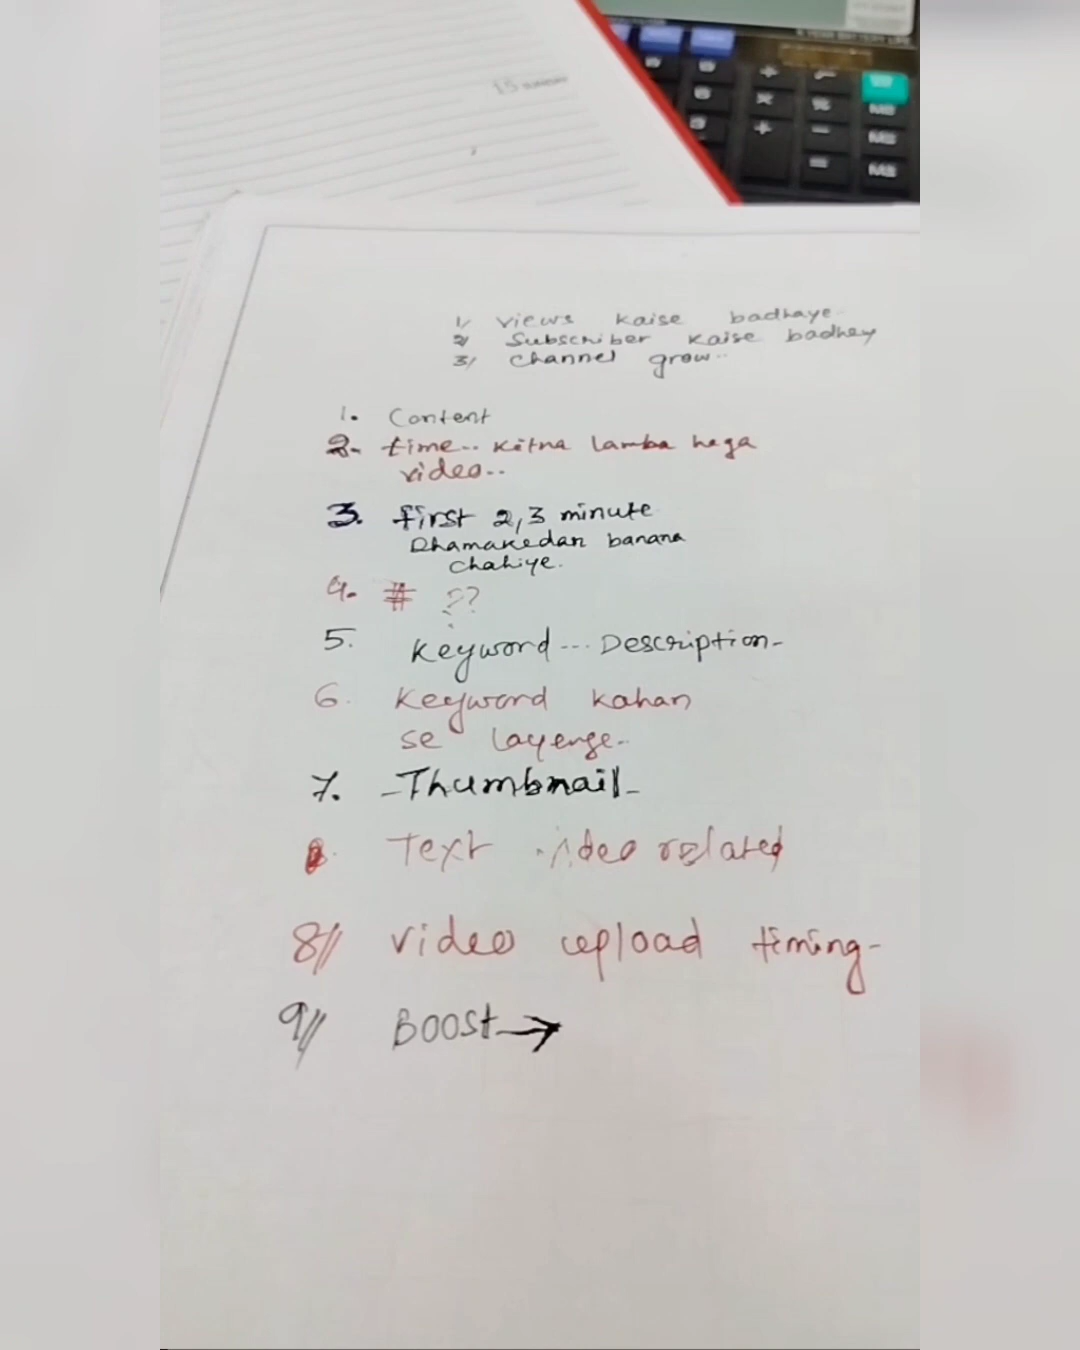 15 SUNDAY
+
×
%
+
-
=
1/ views kaise badhaye
2/ Subscriber kaise badhey
3/ channel grow..
1. Content
2. time.. kitna lamba hoga
video..
3. first 2,3 minute
Dhamakedar banana
chahiye.
4. # ??
5. Keyword... Description-
6. Keyword kahan
se layenge..
7. -Thumbnail-
Text video related
8// video upload timing-
9// Boost→